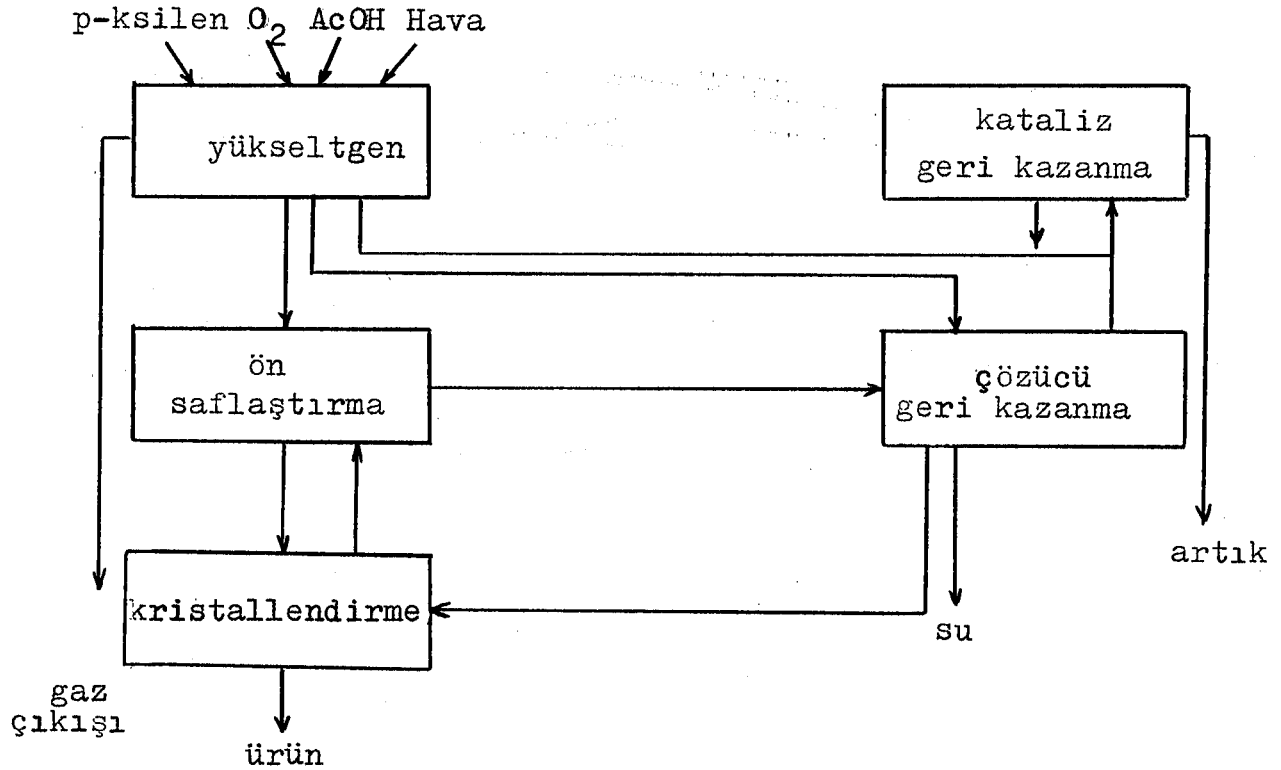 p-ksilen O2 AcOH Hava
yükseltgen
kataliz
geri kazanma
ön
saflaştırma
çözücü
geri kazanma
artık
kristallendirme
su
gaz
çıkışı
ürün